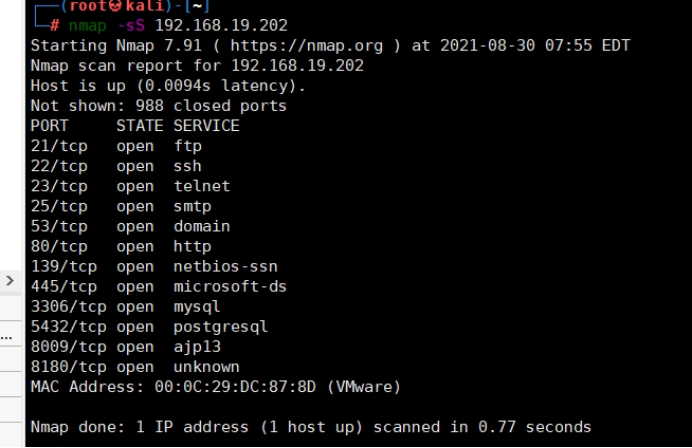 (root💀kali)-[~]
# nmap -sS 192.168.19.202
Starting Nmap 7.91 ( https://nmap.org ) at 2021-08-30 07:55 EDT
Nmap scan report for 192.168.19.202
Host is up (0.0094s latency).
Not shown: 988 closed ports
PORT     STATE SERVICE
21/tcp   open  ftp
22/tcp   open  ssh
23/tcp   open  telnet
25/tcp   open  smtp
53/tcp   open  domain
80/tcp   open  http
139/tcp  open  netbios-ssn
445/tcp  open  microsoft-ds
3306/tcp open  mysql
5432/tcp open  postgresql
8009/tcp open  ajp13
8180/tcp open  unknown
MAC Address: 00:0C:29:DC:87:8D (VMware)
Nmap done: 1 IP address (1 host up) scanned in 0.77 seconds